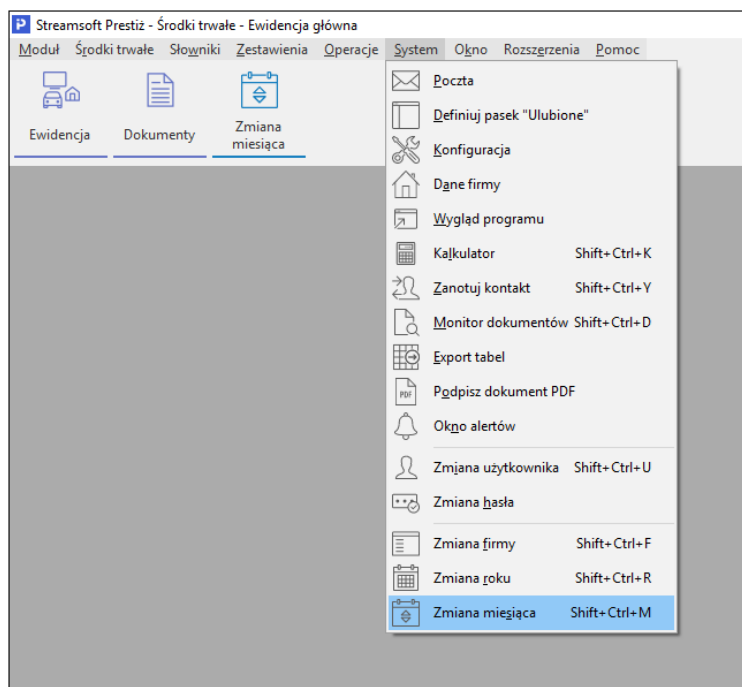 Streamsoft Prestiż - Środki trwałe - Ewidencja główna
Moduł Środki trwałe Słowniki Zestawienia Operacje System Okno Rozszerzenia Pomoc
Ewidencja Dokumenty Zmiana
miesiąca
Poczta
Definiuj pasek "Ulubione"
Konfiguracja
Dane firmy
Wygląd programu
Kalkulator Shift+Ctrl+K
Zanotuj kontakt Shift+Ctrl+Y
Monitor dokumentów Shift+Ctrl+D
Export tabel
PDF Podpisz dokument PDF
Okno alertów
Zmiana użytkownika Shift+Ctrl+U
Zmiana hasła
Zmiana firmy Shift+Ctrl+F
Zmiana roku Shift+Ctrl+R
Zmiana miesiąca Shift+Ctrl+M